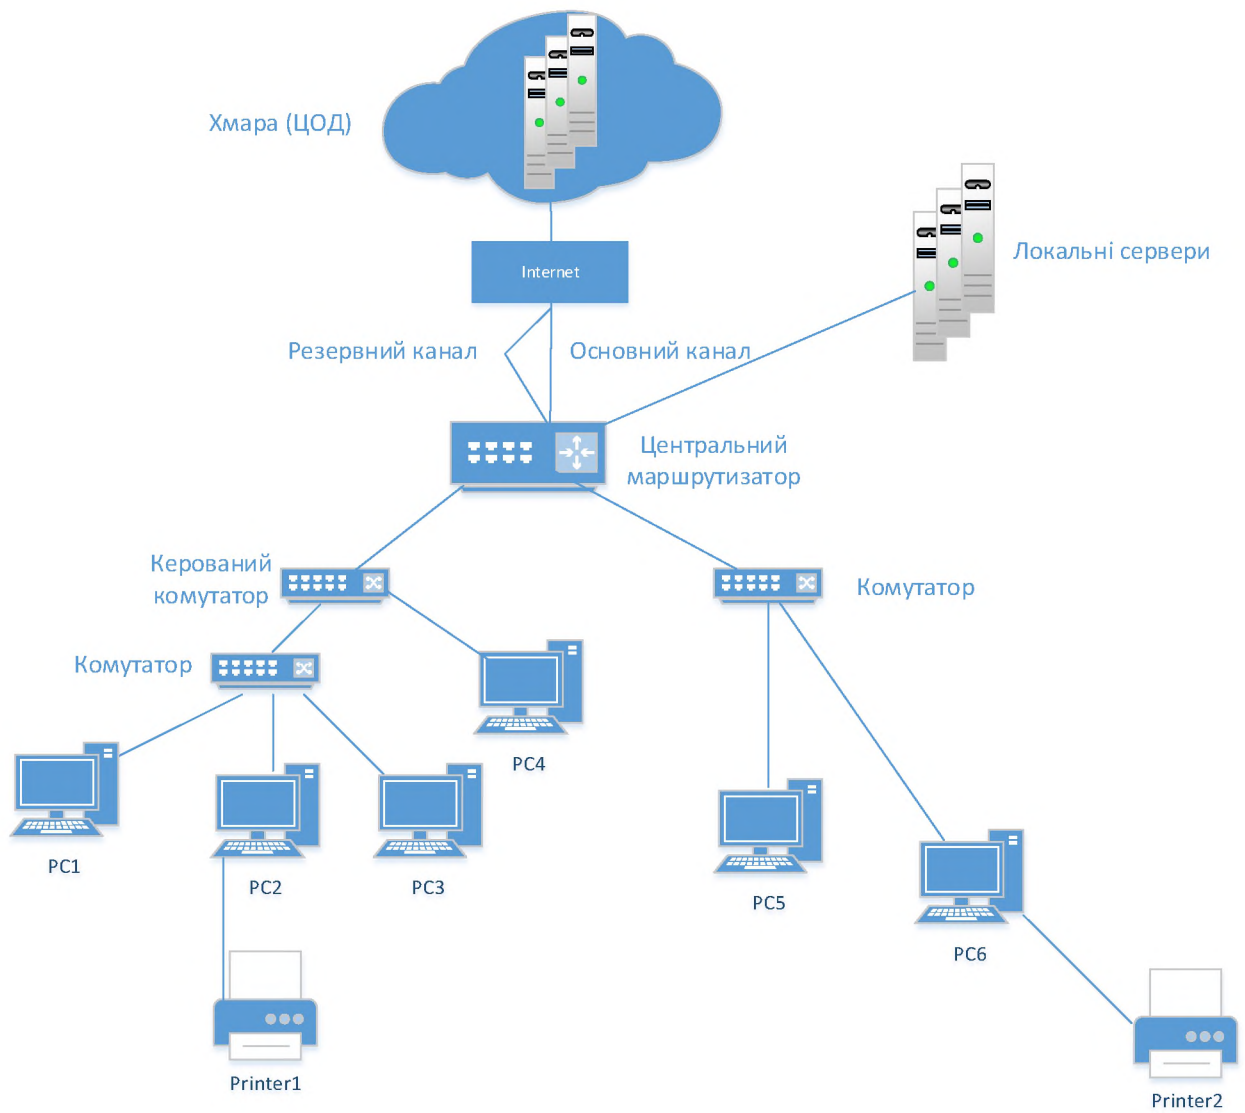 Хмара (ЦОД)
Локальні сервери
Internet
Резервний канал
Основний канал
Центральний
маршрутизатор
Керований
комутатор
Комутатор
Комутатор
PC4
PC1
PC2
PC3
PC5
PC6
Printer1
Printer2